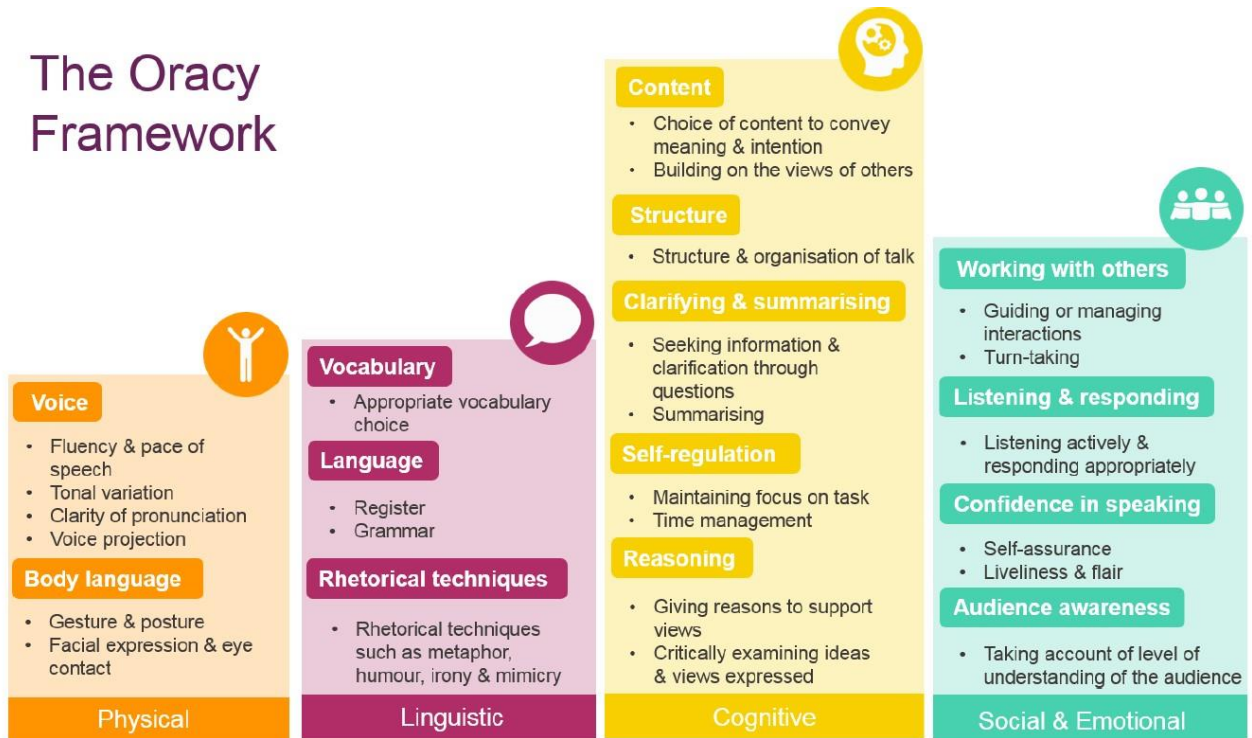 The Oracy
Framework
Voice
• Fluency & pace of
speech
• Tonal variation
• Clarity of pronunciation
• Voice projection
Body language
• Gesture & posture
• Facial expression & eye
contact
Physical
Vocabulary
• Appropriate vocabulary
choice
Language
• Register
• Grammar
Rhetorical techniques
• Rhetorical techniques
such as metaphor,
humour, irony & mimicry
Linguistic
Content
• Choice of content to convey
meaning & intention
• Building on the views of others
Structure
• Structure & organisation of talk
Clarifying & summarising
• Seeking information &
clarification through
questions
• Summarising
Self-regulation
• Maintaining focus on task
• Time management
Reasoning
• Giving reasons to support
views
• Critically examining ideas
& views expressed
Cognitive
Working with others
• Guiding or managing
interactions
• Turn-taking
Listening & responding
• Listening actively &
responding appropriately
Confidence in speaking
• Self-assurance
• Liveliness & flair
Audience awareness
• Taking account of level of
understanding of the audience
Social & Emotional